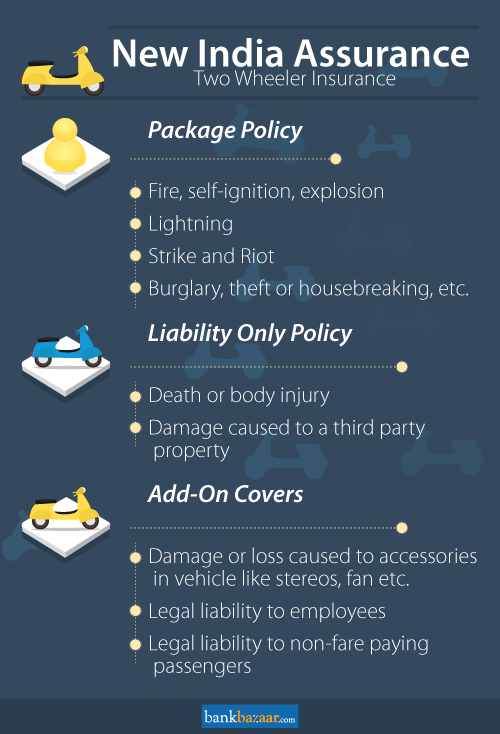 New India Assurance
Two Wheeler Insurance
Package Policy
Fire, self-ignition, explosion
Lightning
Strike and Riot
Burglary, theft or housebreaking, etc.
Liability Only Policy
Death or body injury
Damage caused to a third party
property
Add-On Covers
Damage or loss caused to accessories
in vehicle like stereos, fan etc.
Legal liability to employees
Legal liability to non-fare paying
passengers
bankbazaar.com